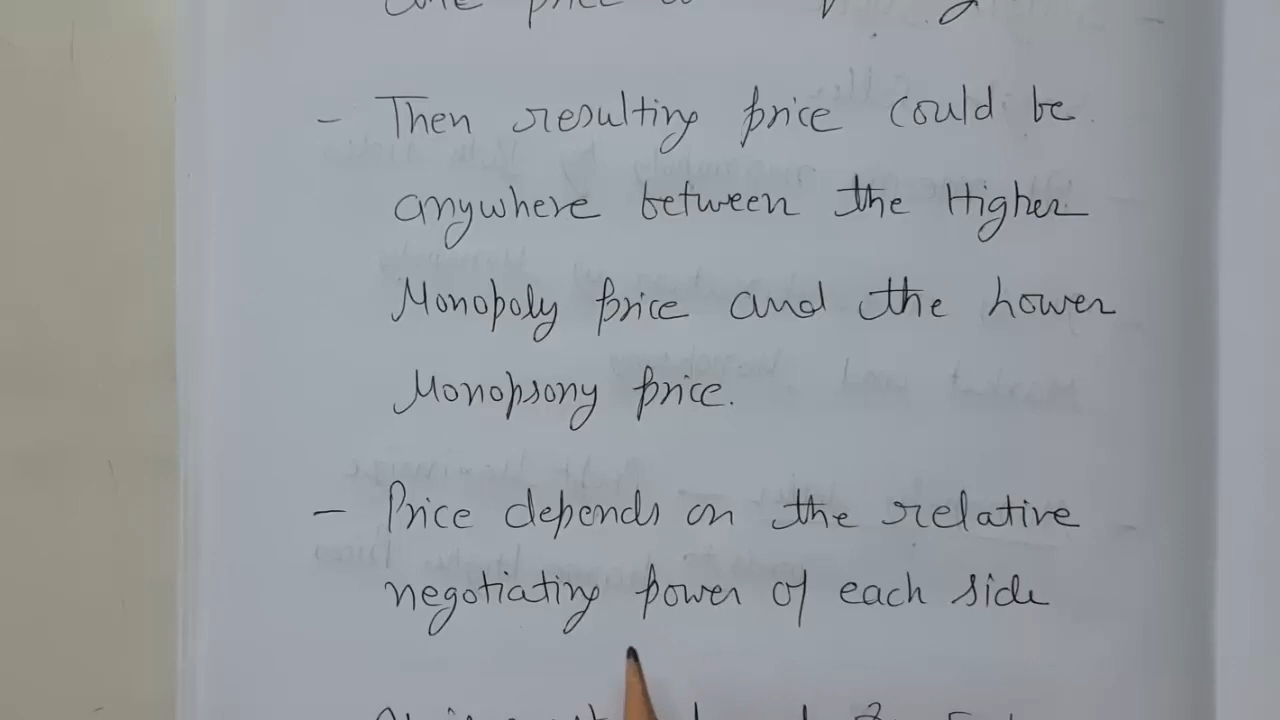 - Then resulting price could be
anywhere between the Higher
Monopoly price and the Lower
Monopsony price.
- Price depends on the relative
negotiating power of each side